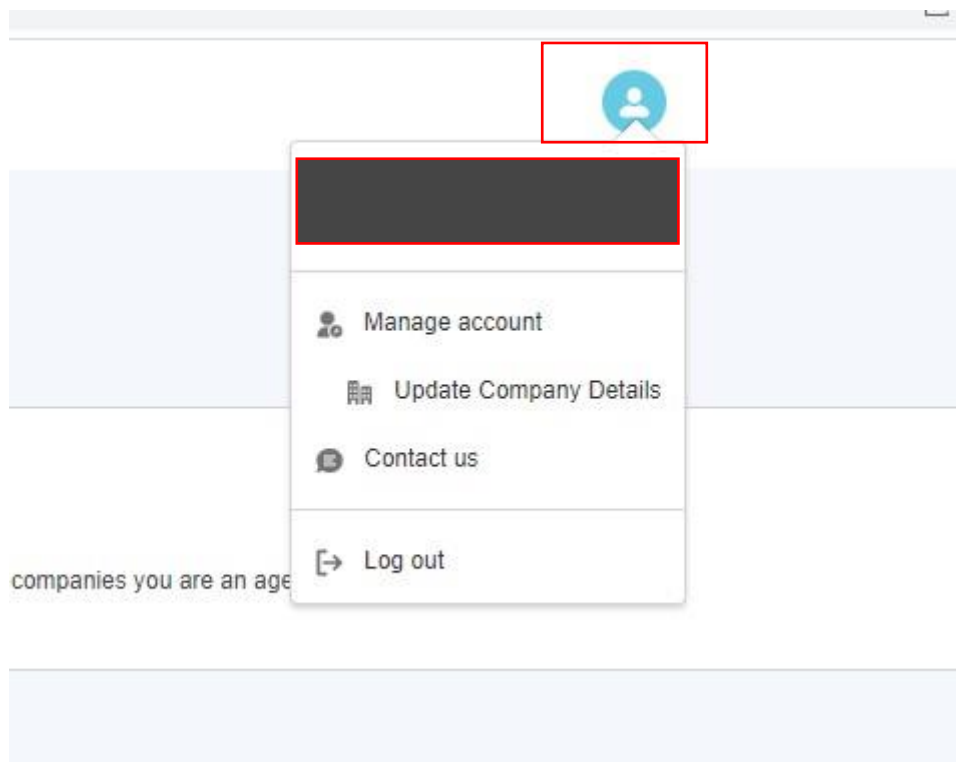 Manage account
Update Company Details
Contact us
Log out
companies you are an age